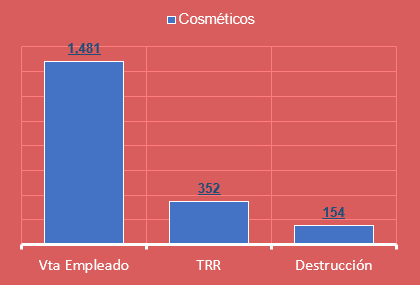 Cosméticos
1,481
352
154
Vta Empleado
TRR
Destrucción